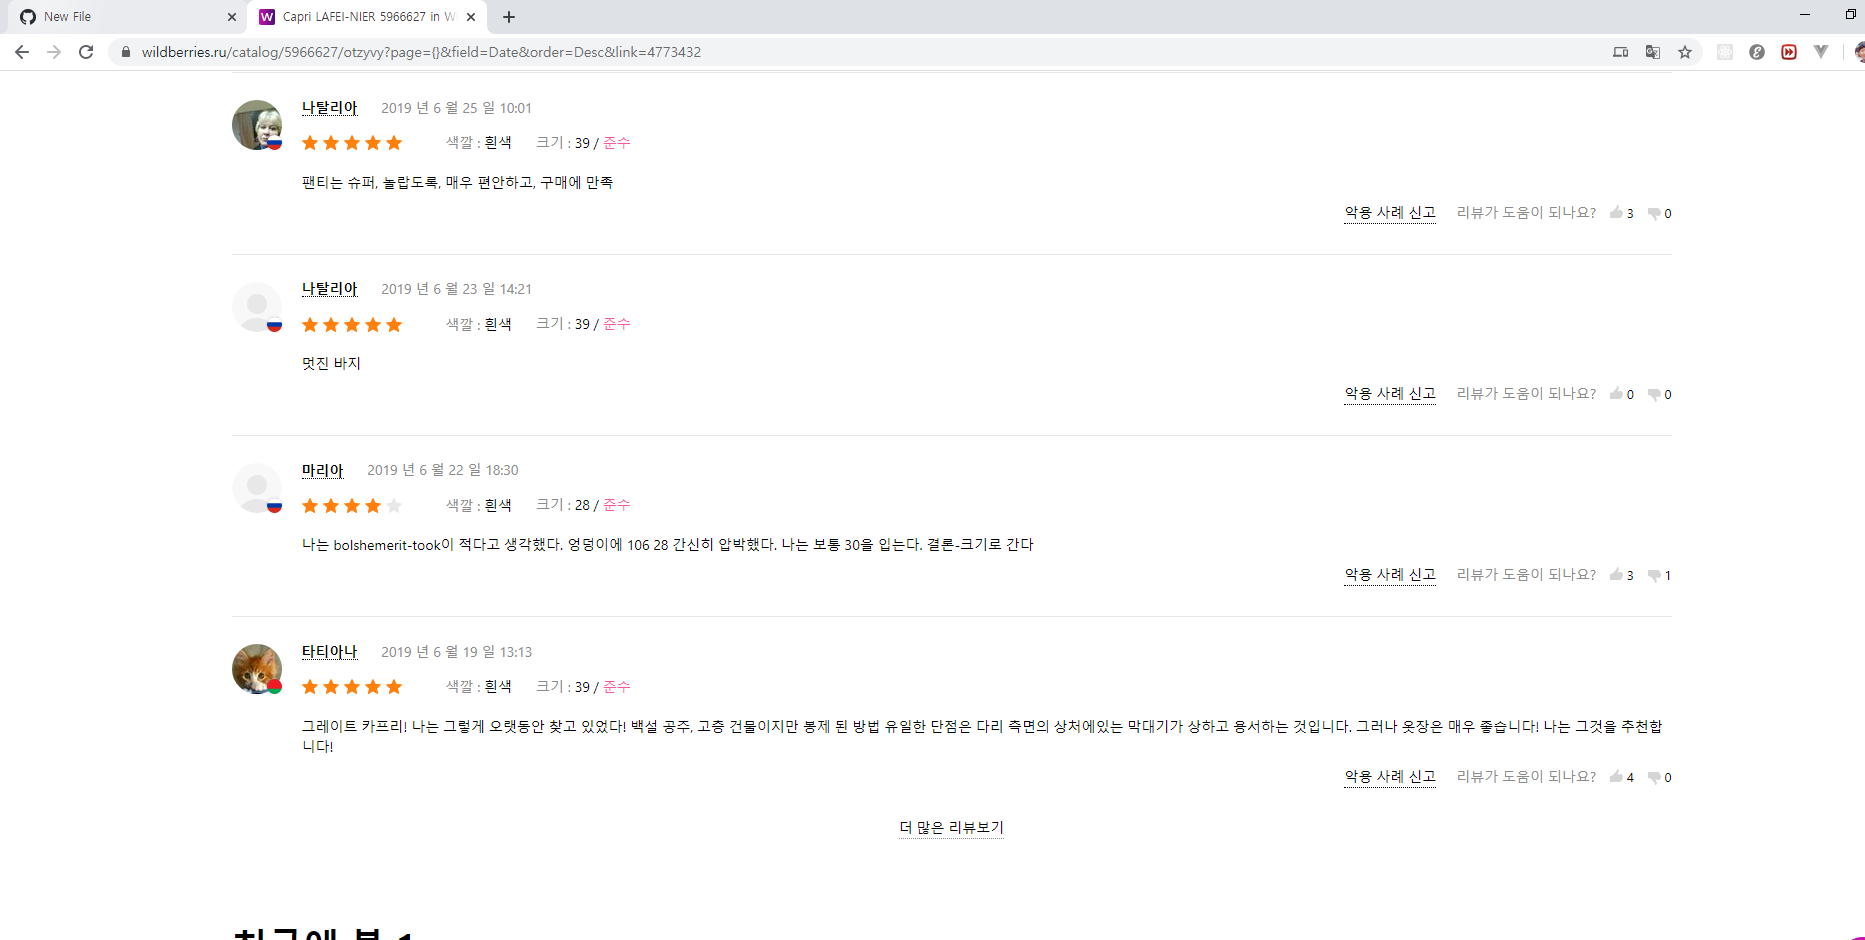 New File
Capri LAFEI-NIER 5966627 in W
wildberries.ru/catalog/5966627/otzyvy?page={}&field=Date&order=Desc&link=4773432
나탈리아 2019 년 6 월 25 일 10:01
색깔 : 흰색 크기 : 39 / 준수
팬티는 슈퍼, 놀랍도록, 매우 편안하고, 구매에 만족
악용 사례 신고 리뷰가 도움이 되나요? 3 0
나탈리아 2019 년 6 월 23 일 14:21
색깔 : 흰색 크기 : 39 / 준수
멋진 바지
악용 사례 신고 리뷰가 도움이 되나요? 0 0
마리아 2019 년 6 월 22 일 18:30
색깔 : 흰색 크기 : 28 / 준수
나는 bolshemerit-took이 적다고 생각했다. 엉덩이에 106 28 간신히 압박했다. 나는 보통 30을 입는다. 결론-크기로 간다
악용 사례 신고 리뷰가 도움이 되나요? 3 1
타티아나 2019 년 6 월 19 일 13:13
색깔 : 흰색 크기 : 39 / 준수
그레이트 카프리! 나는 그렇게 오랫동안 찾고 있었다! 백설 공주, 고층 건물이지만 봉제 된 방법 유일한 단점은 다리 측면의 상처에있는 막대기가 상하고 용서하는 것입니다. 그러나 옷장은 매우 좋습니다! 나는 그것을 추천합
니다!
악용 사례 신고 리뷰가 도움이 되나요? 4 0
더 많은 리뷰보기